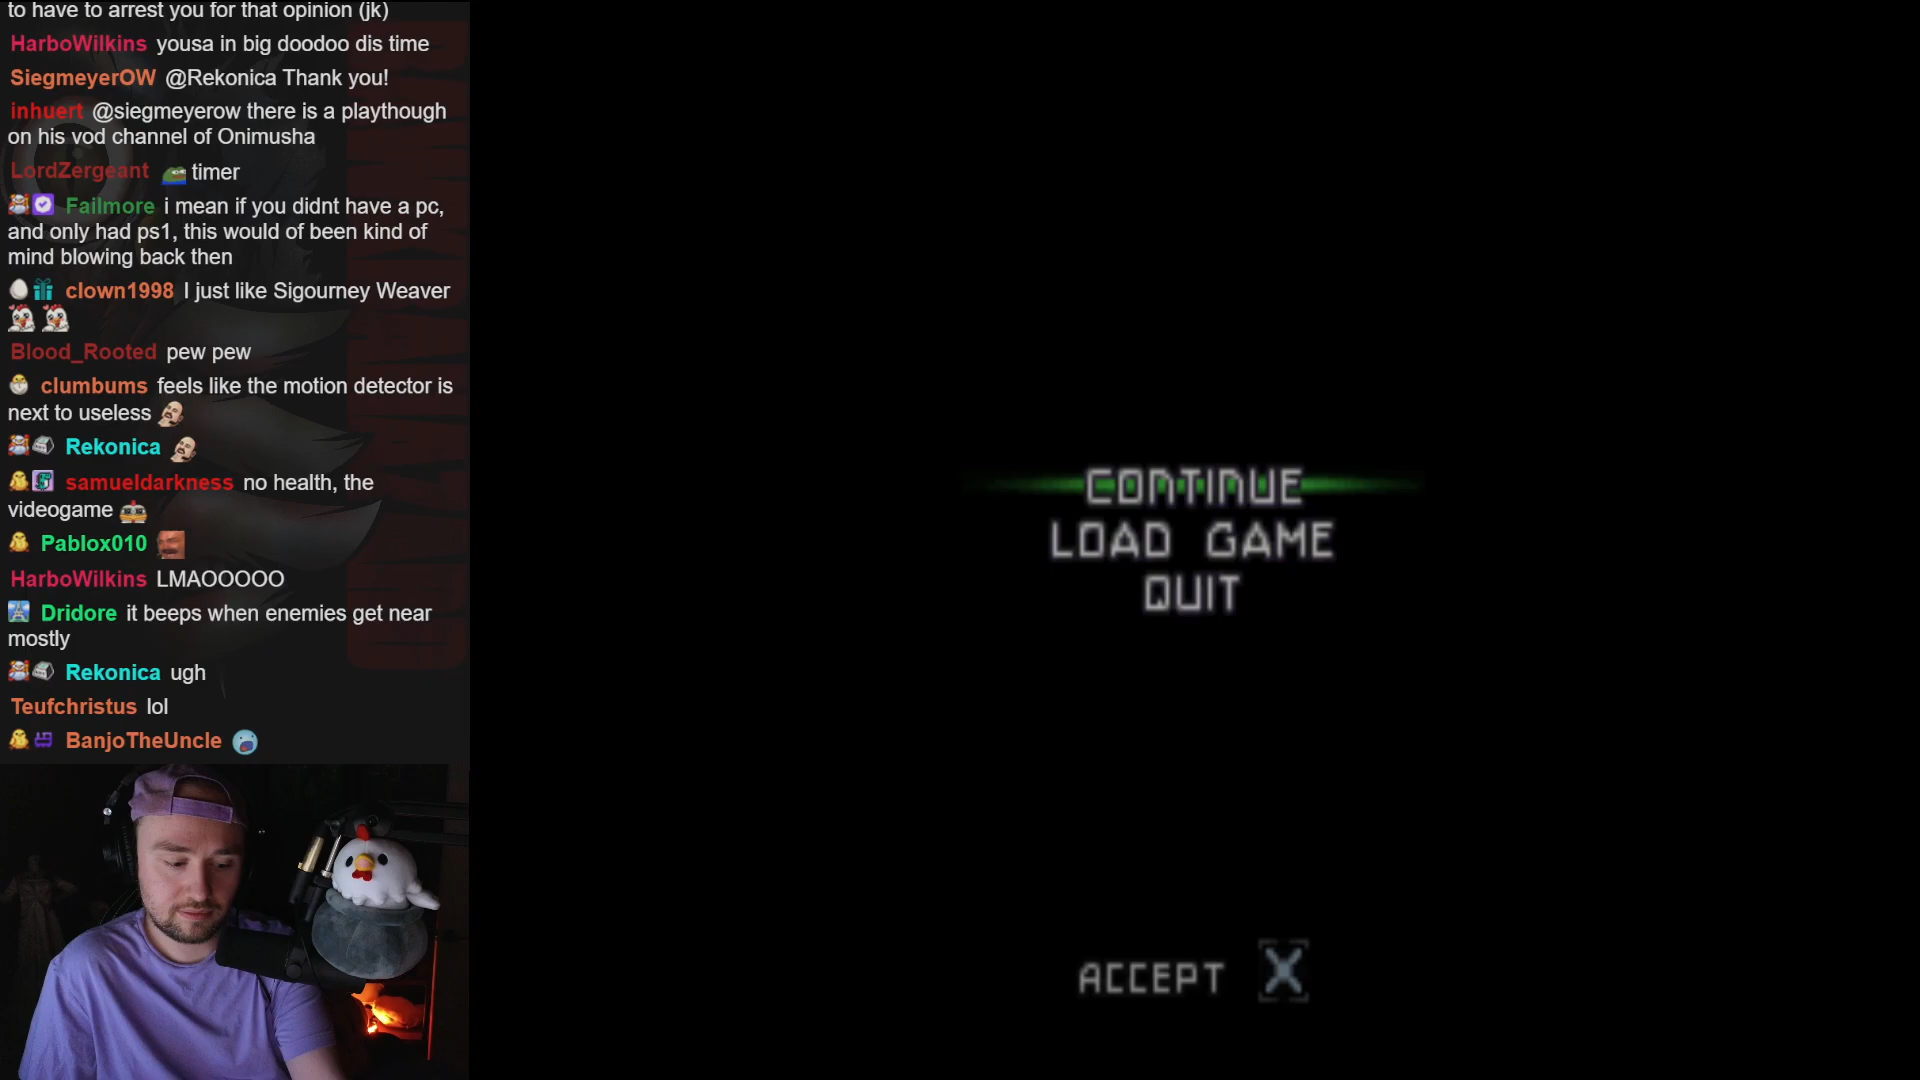 to have to arrest you for that opinion (jk)
HarboWilkins yousa in big doodoo dis time
SiegmeyerOW @Rekonica Thank you!
inhuert @siegmeyerow there is a playthough
on his vod channel of Onimusha
LordZergeant timer
Failmore i mean if you didnt have a pc,
and only had ps1, this would of been kind of
mind blowing back then
clown1998 I just like Sigourney Weaver
Blood_Rooted pew pew
clumbums feels like the motion detector is
next to useless
Rekonica
samueldarkness no health, the
videogame
Pablox010
HarboWilkins LMAOOOOO
Dridore it beeps when enemies get near
mostly
Rekonica ugh
Teufchristus lol
BanjoTheUncle
CONTINUE
LOAD GAME
QUIT
ACCEPT X